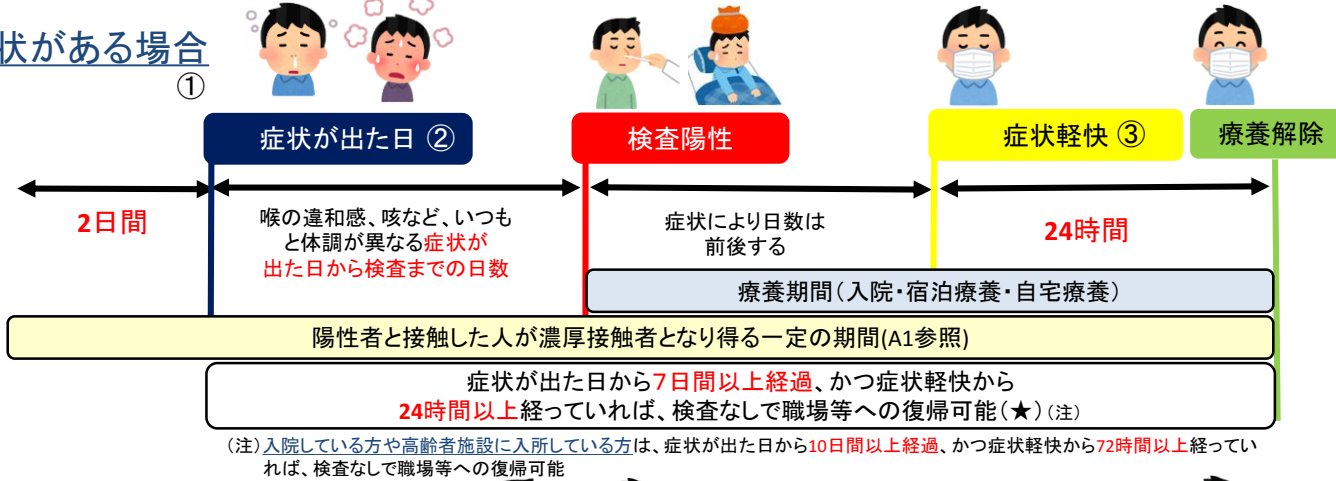 状がある場合
①
症状が出た日 ②
検査陽性
症状軽快 ③
療養解除
2日間
喉の違和感、咳など、いつも
と体調が異なる症状が
出た日から検査までの日数
症状により日数は
前後する
24時間
療養期間(入院・宿泊療養・自宅療養)
陽性者と接触した人が濃厚接触者となり得る一定の期間(A1参照)
症状が出た日から7日間以上経過、かつ症状軽快から
24時間以上経っていれば、検査なしで職場等への復帰可能(★)(注)
(注)入院している方や高齢者施設に入所している方は、症状が出た日から10日間以上経過、かつ症状軽快から72時間以上経ってい
れば、検査なしで職場等への復帰可能